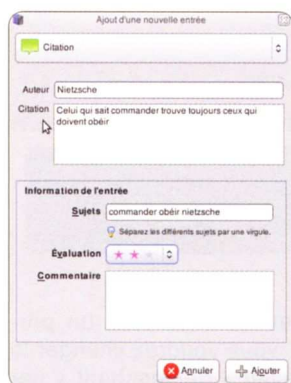 Ajout d'une nouvelle entrée
Citation
Auteur Nietzsche
Citation Celui qui sait commander trouve toujours ceux qui
doivent obéir
Information de l'entrée
Sujets commander obéir nietzsche
Séparez les différents sujets par une virgule.
Évaluation
Commentaire
Annuler Ajouter